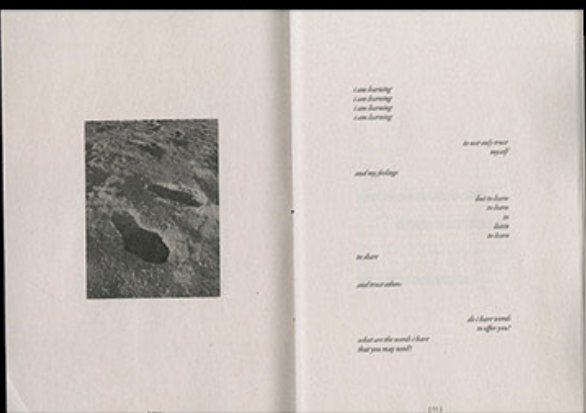 i am learning
i am learning
i am learning
i am learning
to not only trust
myself
and my feelings
but to learn
to learn
to
learn
to learn
to share
and trust others
do i have words
to offer you?
what are the words i have
that you may need?